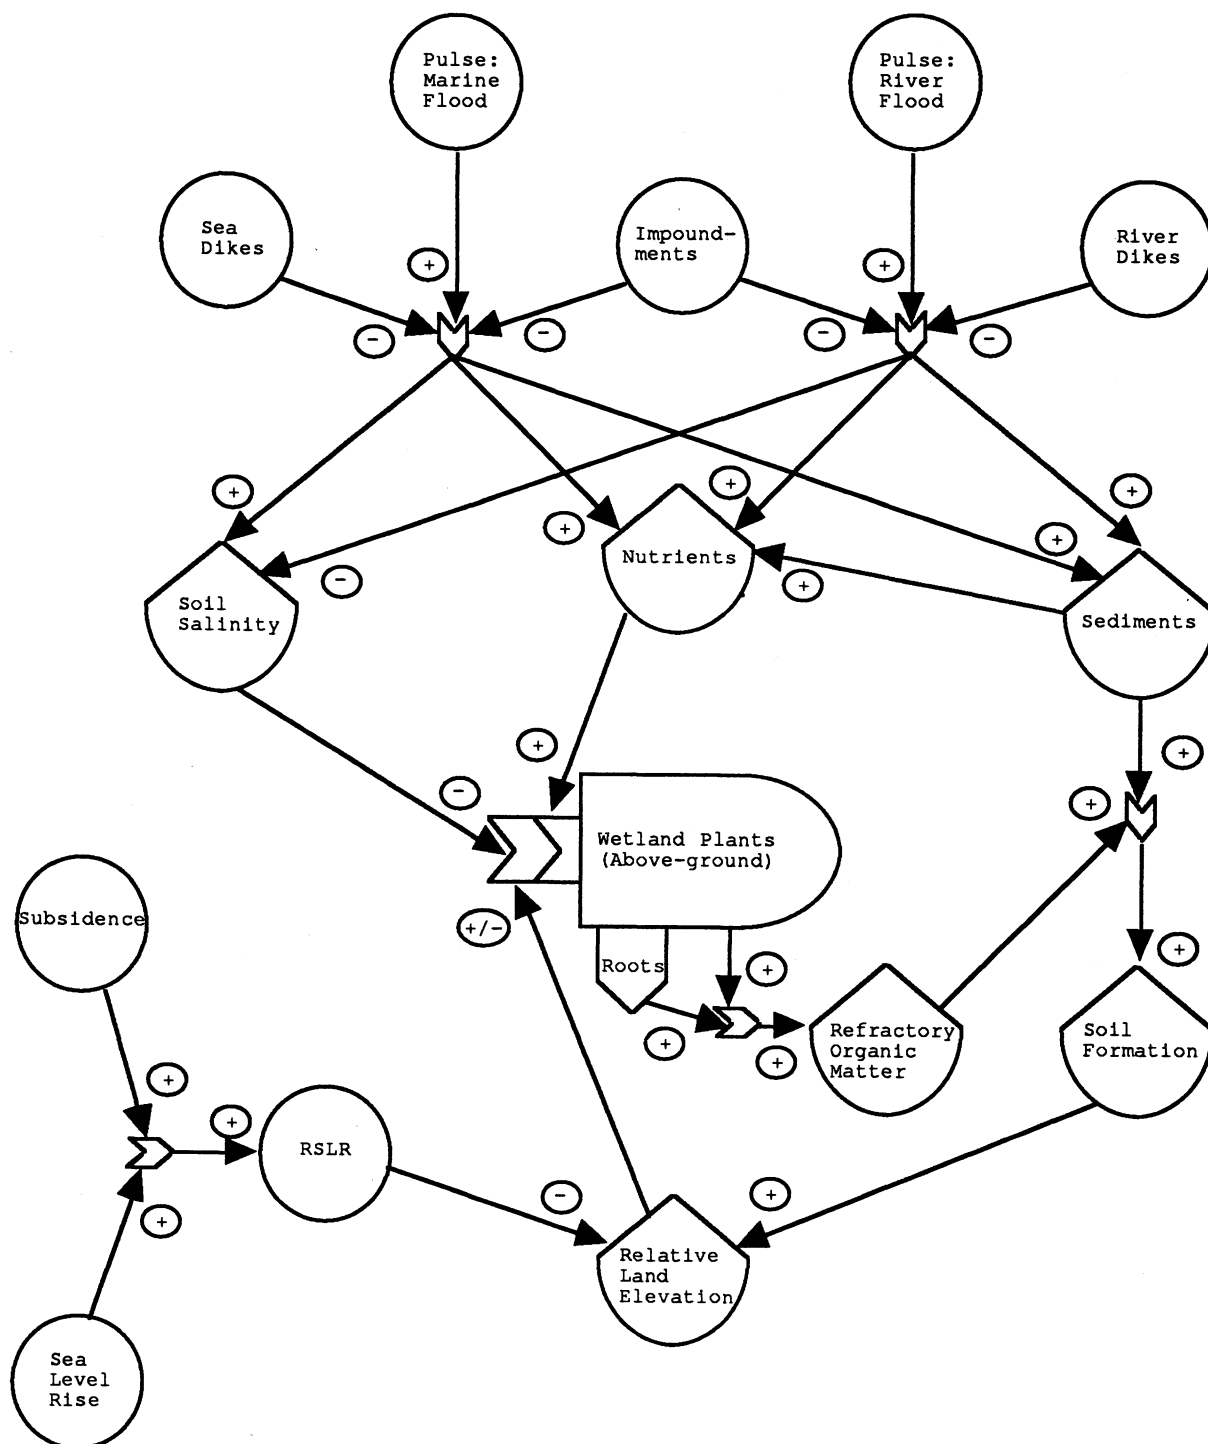 Pulse:
Marine
Flood
Pulse:
River
Flood
Sea
Dikes
Impound-
ments
River
Dikes
+
+
-
-
-
-
+
+
+
+
+
-
+
Nutrients
Soil
Salinity
Sediments
+
+
-
+
Wetland Plants
(Above-ground)
Subsidence
+/-
+
Roots
+
Refractory
Organic
Matter
Soil
Formation
+
+
+
+
RSLR
+
-
+
Relative
Land
Elevation
Sea
Level
Rise